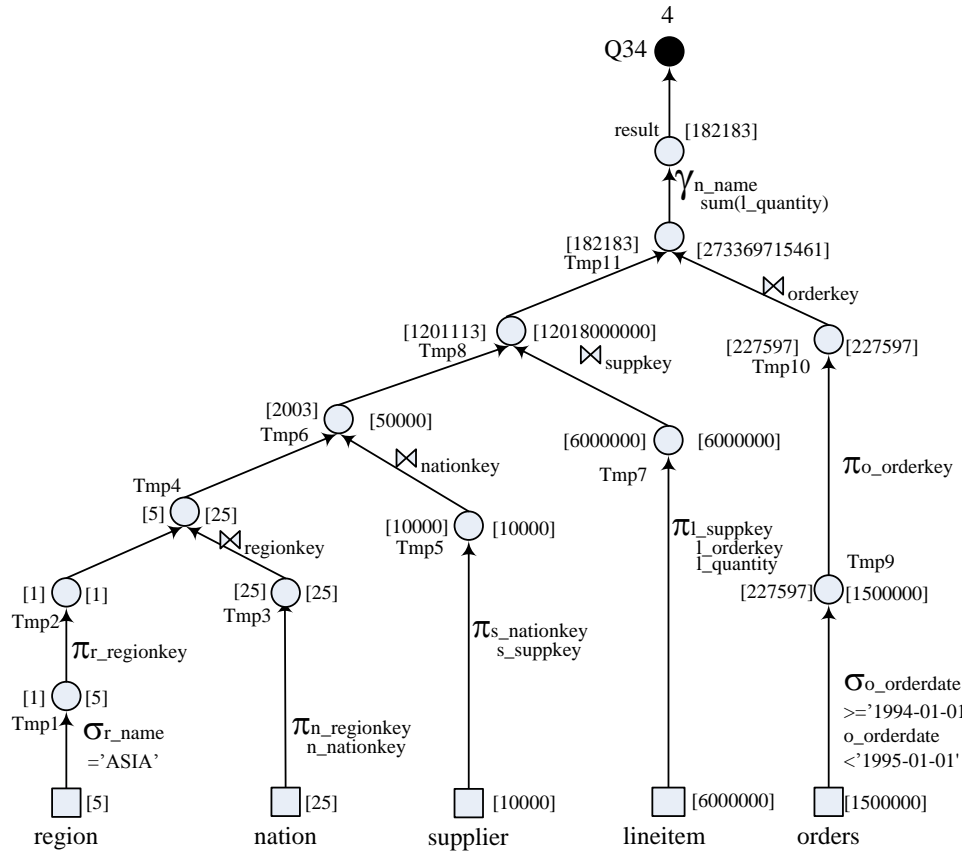 4
Q34
result [182183]
γn_name
sum(l_quantity)
[182183] [273369715461]
Tmp11
⋈orderkey
[1201113] [12018000000]
Tmp8
⋈suppkey
[227597] [227597]
Tmp10
[2003] [50000]
Tmp6
⋈nationkey
[6000000] [6000000]
Tmp7
πo_orderkey
Tmp4
[5] [25]
⋈regionkey
[10000] [10000]
Tmp5
πl_suppkey
l_orderkey
l_quantity
Tmp9
[227597] [1500000]
[1] [1]
Tmp2
[25] [25]
Tmp3
πr_regionkey
πs_nationkey
s_suppkey
[1] [5]
Tmp1
σr_name
='ASIA'
πn_regionkey
n_nationkey
σo_orderdate
>='1994-01-01
o_orderdate
<'1995-01-01'
[5] [25] [10000] [6000000] [1500000]
region nation supplier lineitem orders